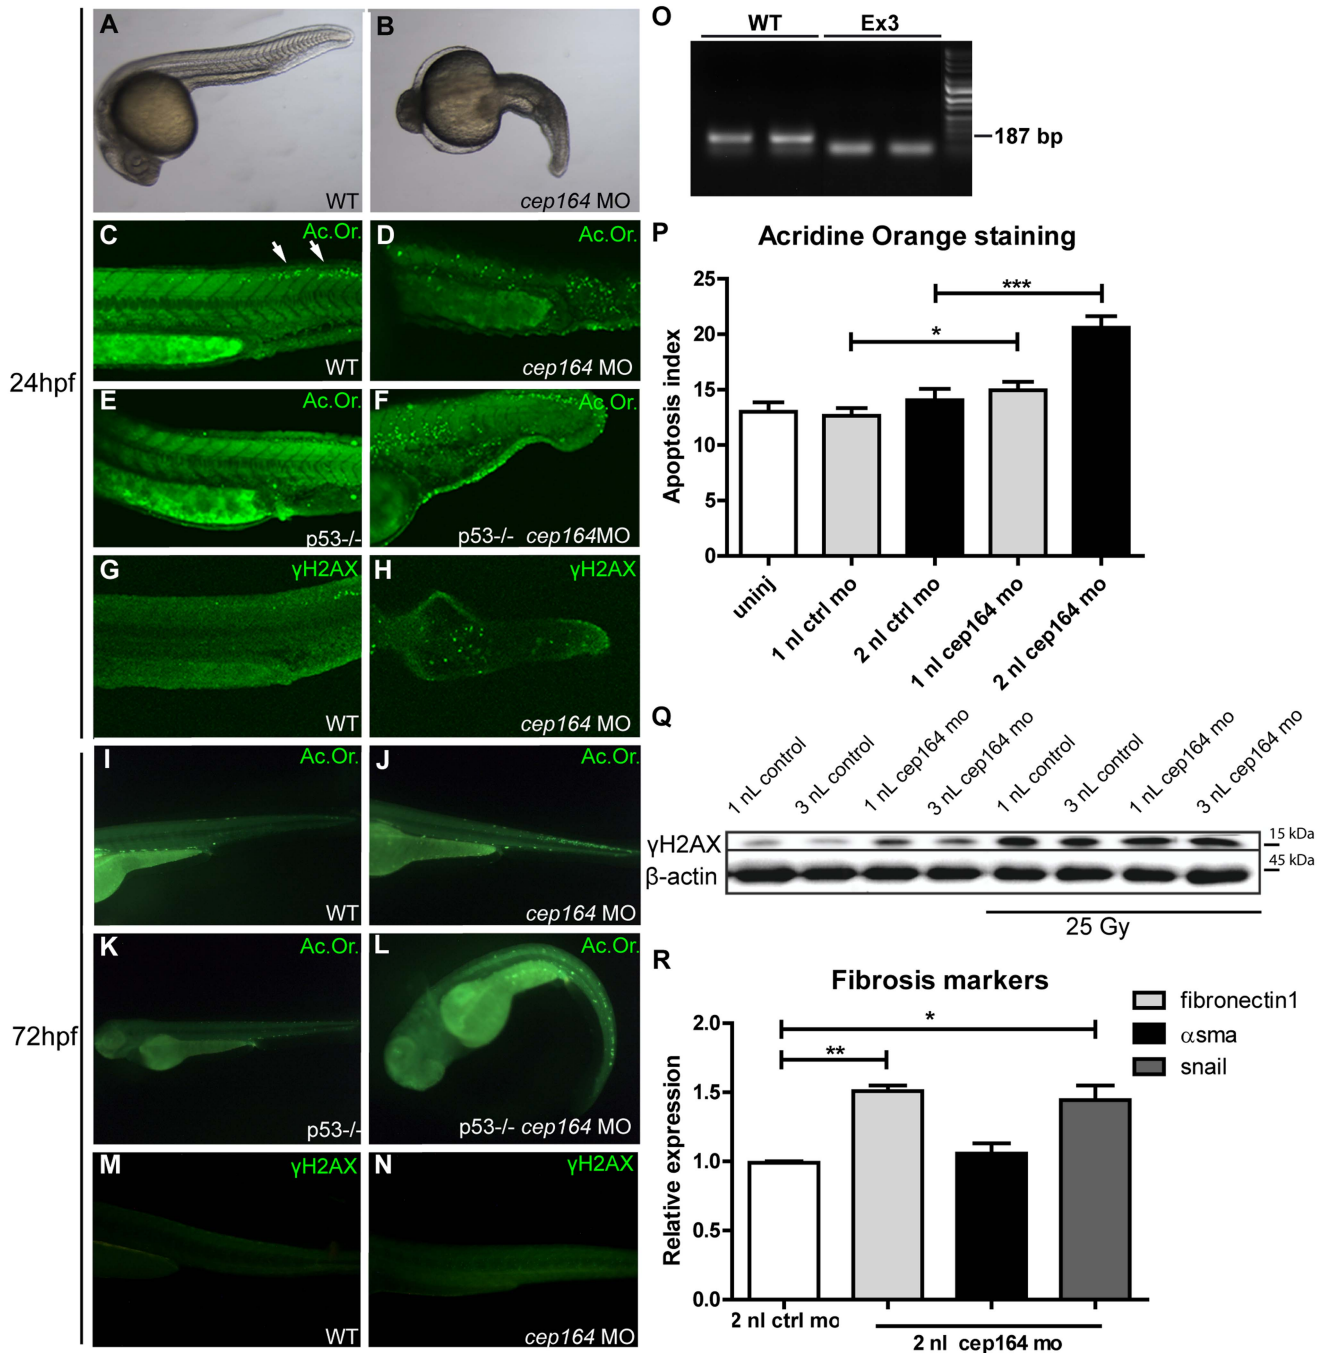 24hpf
A
WT
B
cep164 MO
C
Ac.Or.
WT
D
Ac.Or.
cep164 MO
E
Ac.Or.
p53-/-
F
Ac.Or.
p53-/- cep164MO
G
γH2AX
WT
H
γH2AX
cep164 MO
72hpf
I
Ac.Or.
WT
J
Ac.Or.
cep164 MO
K
Ac.Or.
p53-/-
L
Ac.Or.
p53-/- cep164 MO
M
γH2AX
WT
N
γH2AX
cep164 MO
O
WT Ex3
187 bp
P
Acridine Orange staining
Apoptosis index
25
20
15
10
5
0
***
*
uninj
1 nl ctrl mo
2 nl ctrl mo
1 nl cep164 mo
2 nl cep164 mo
Q
1 nL control
3 nL control
1 nL cep164 mo
3 nL cep164 mo
1 nL control
3 nL control
1 nL cep164 mo
3 nL cep164 mo
γH2AX
15 kDa
β-actin
45 kDa
25 Gy
R
Fibrosis markers
fibronectin1
αsma
snail
Relative expression
2.0
1.5
1.0
0.5
0.0
*
**
2 nl ctrl mo
2 nl cep164 mo